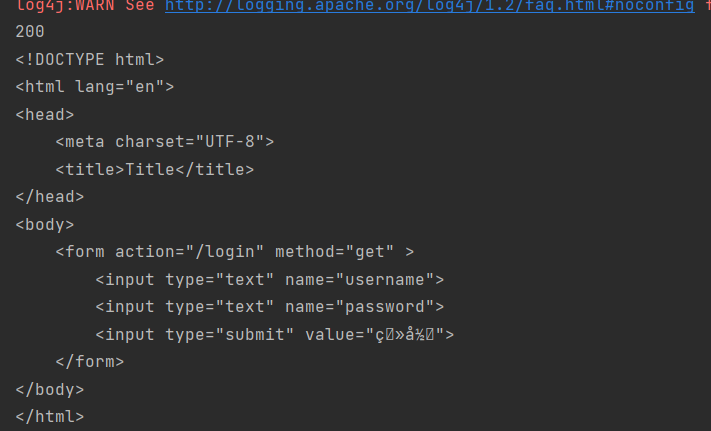 log4j:WARN See http://logging.apache.org/log4j/1.2/faq.html#noconfig f
200
<!DOCTYPE html>
<html lang="en">
<head>
    <meta charset="UTF-8">
    <title>Title</title>
</head>
<body>
    <form action="/login" method="get" >
        <input type="text" name="username">
        <input type="text" name="password">
        <input type="submit" value="ç»å½">
    </form>
</body>
</html>